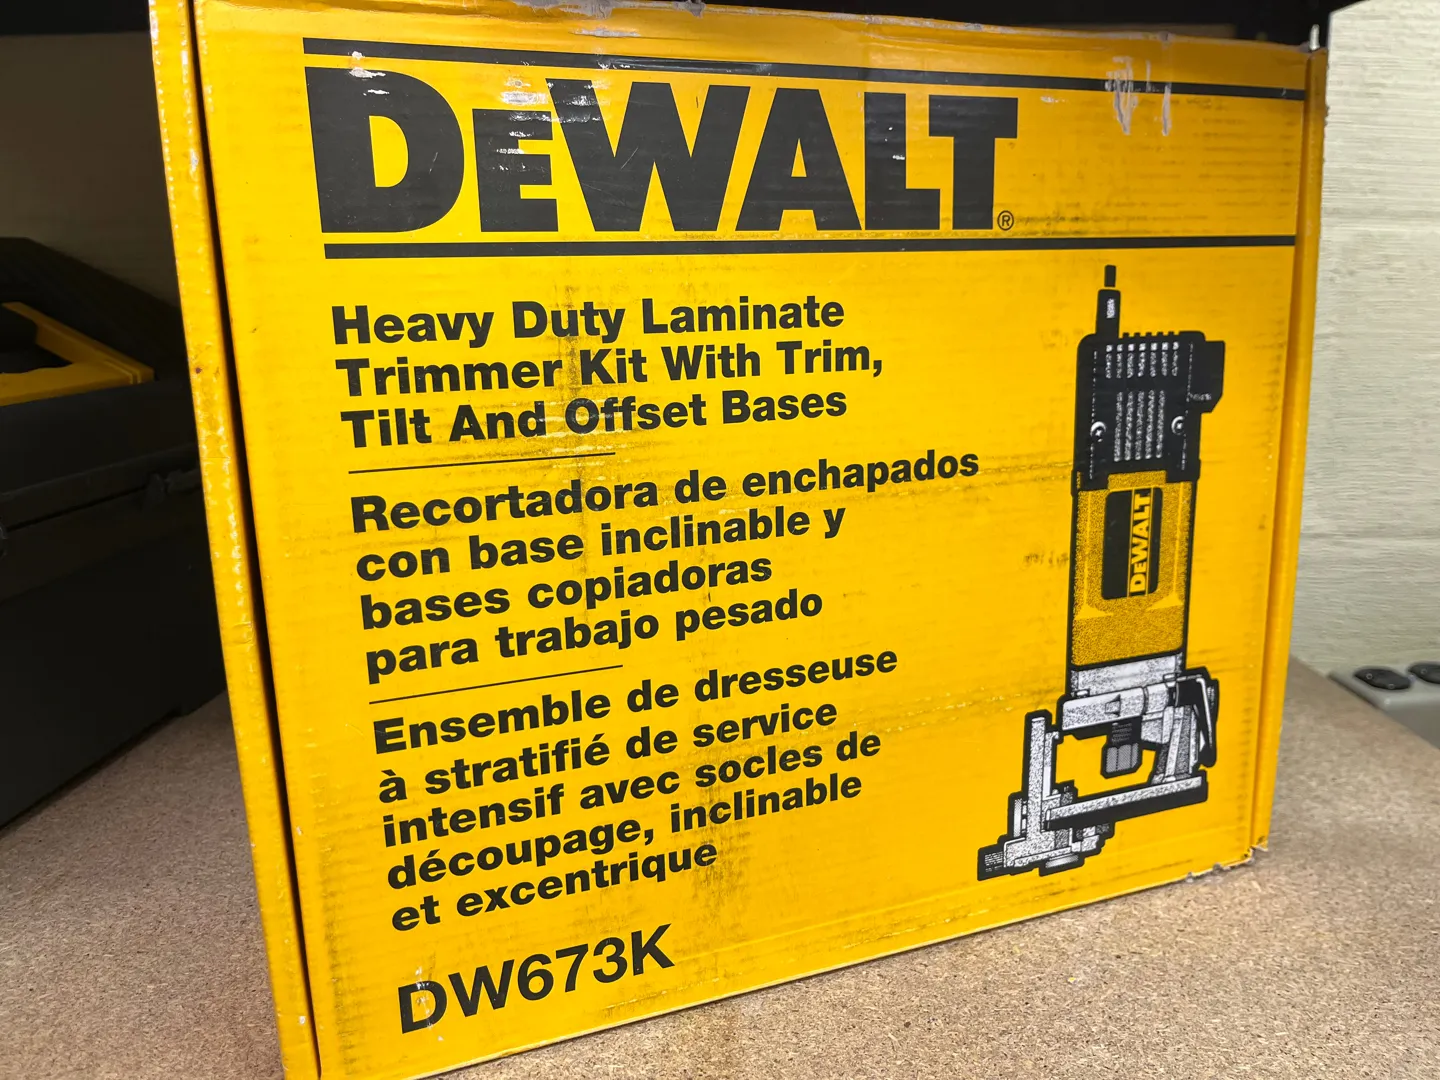 DEWALT®
Heavy Duty Laminate
Trimmer Kit With Trim,
Tilt And Offset Bases
Recortadora de enchapados
con base inclinable y
bases copiadoras
para trabajo pesado
Ensemble de dresseuse
à stratifié de service
intensif avec socles de
découpage, inclinable
et excentrique
DW673K
DEWALT